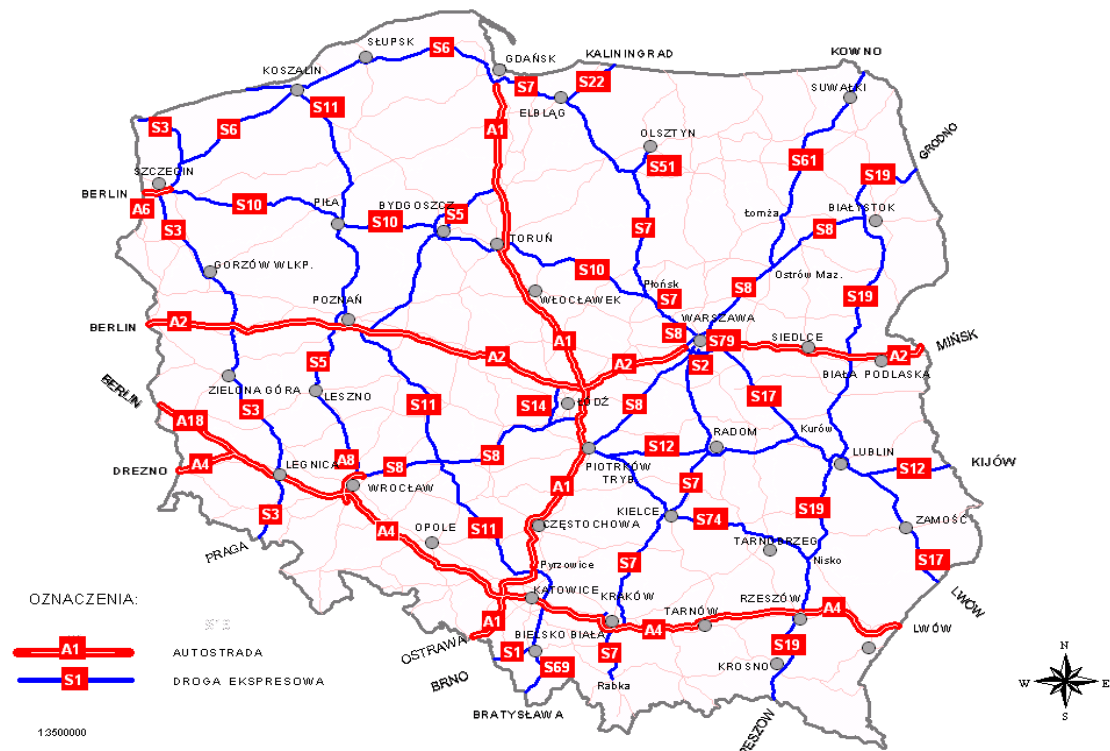 SŁUPSK
S6
GDAŃSK
KALININGRAD
KOWNO
KOSZALIN
S7
S22
SUWAŁKI
S11
ELBLĄG
S3
S6
A1
OLSZTYN
GRODNO
S61
S51
S19
SZCZECIN
BERLIN
A6
S10
PIŁA
BYDGOSZCZ
S5
Łomża
BIAŁYSTOK
S3
S10
TORUŃ
S7
S8
GORZÓW WLKP.
S10
Płońsk
Ostrów Maz.
WŁOCŁAWEK
S7
S8
S19
POZNAŃ
WARSZAWA
BERLIN
A2
A1
S8
S79
SIEDLCE
MIŃSK
A2
A2
A2
S5
S2
BIAŁA PODLASKA
BERLIN
ZIELONA GÓRA
LESZNO
S17
S3
S11
S14
ŁÓDŹ
S8
A18
Kurów
RADOM
S12
DREZNO
A4
LEGNICA
A8
S8
S8
PIOTRKÓW
TRYB.
LUBLIN
S12
KIJÓW
WROCŁAW
A1
S7
S3
S19
A4
KIELCE
S74
OPOLE
S11
CZĘSTOCHOWA
ZAMOŚĆ
PRAGA
TARNOBRZEG
Pyrzowice
S7
Nisko
S17
KATOWICE
KRAKÓW
RZESZÓW
LWÓW
OZNACZENIA:
TARNÓW
A4
A1
A4
LWÓW
OSTRAWA
BIELSKO BIAŁA
A1
AUTOSTRADA
S1
S7
S19
S69
KROSNO
BRNO
S1
DROGA EKSPRESOWA
Rabka
N
W
E
S
BRATYSŁAWA
1:3500000